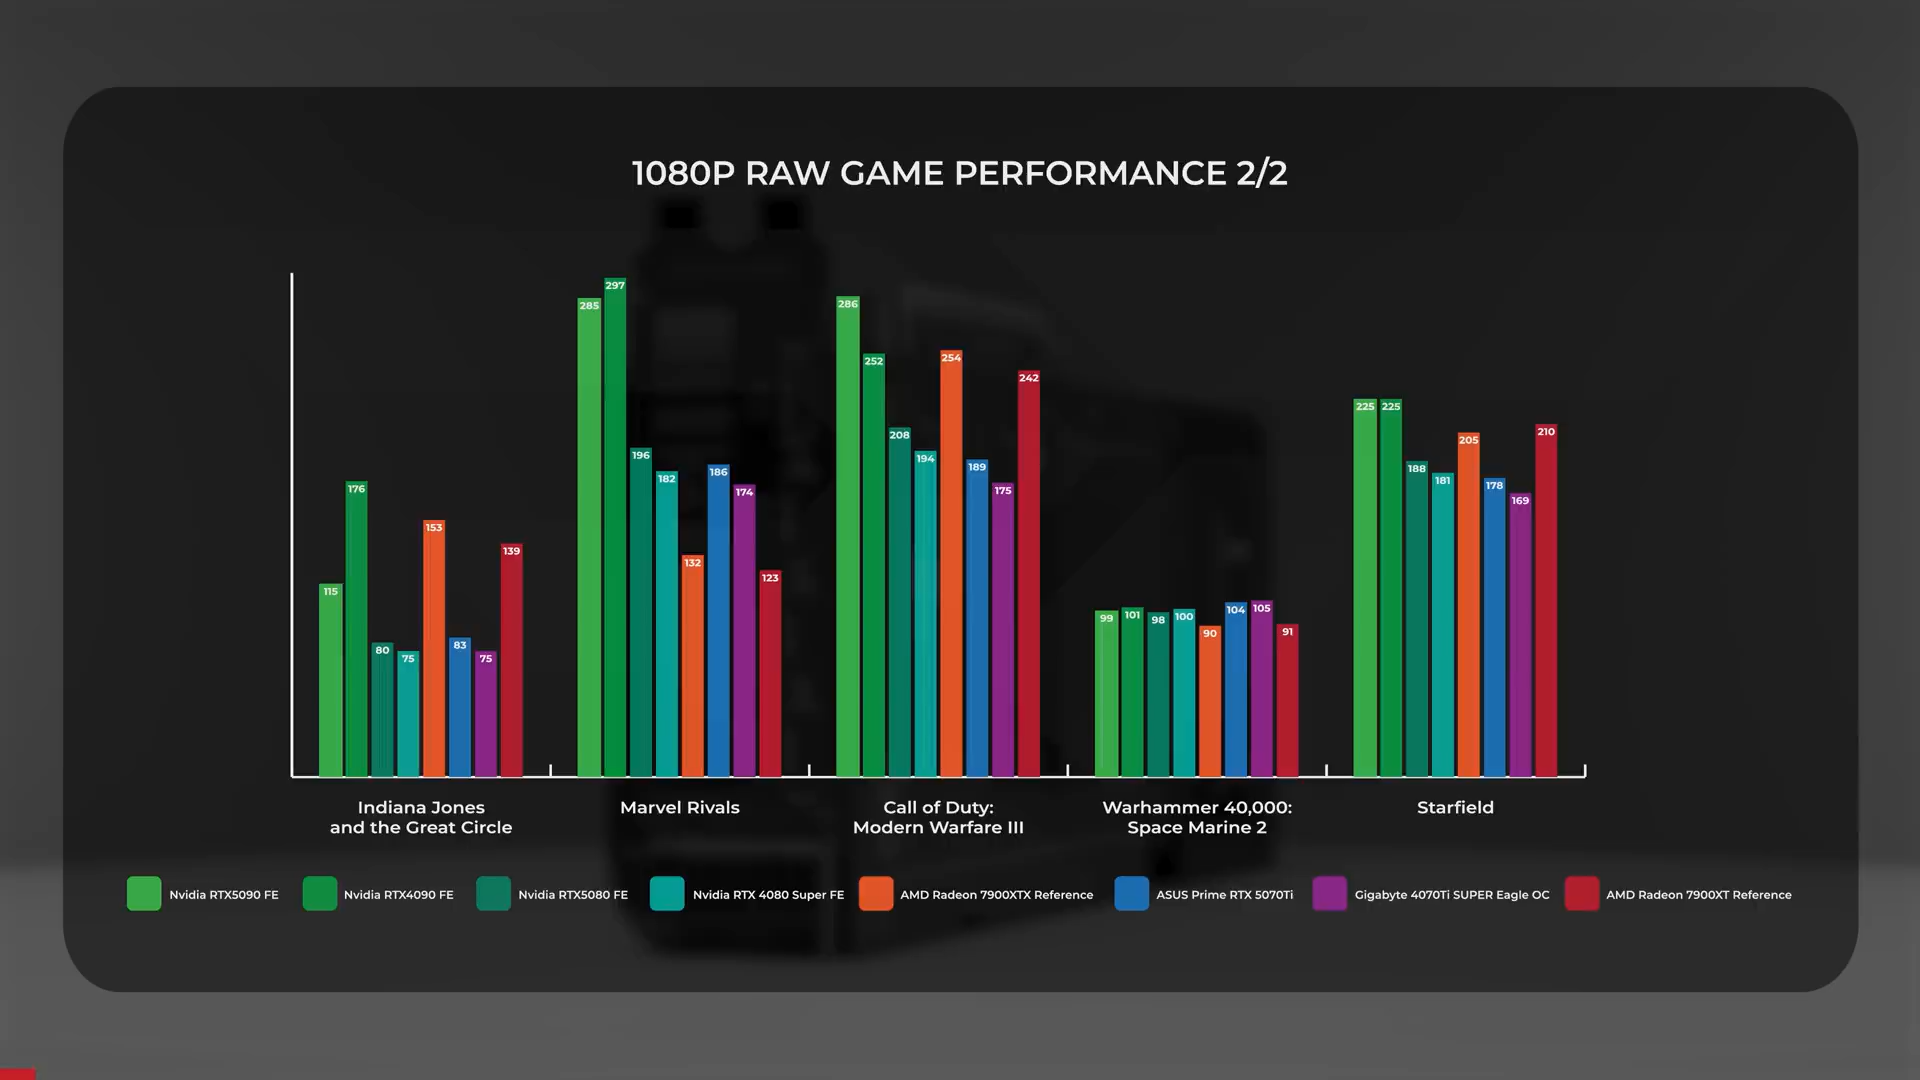 1080P RAW GAME PERFORMANCE 2/2
115 176 80 75 153 83 75 139
285 297 196 182 132 186 174 123
286 252 208 194 254 189 175 242
99 101 98 100 90 104 105 91
225 225 188 181 205 178 169 210
Indiana Jones
and the Great Circle
Marvel Rivals
Call of Duty:
Modern Warfare III
Warhammer 40,000:
Space Marine 2
Starfield
Nvidia RTX5090 FE
Nvidia RTX4090 FE
Nvidia RTX5080 FE
Nvidia RTX 4080 Super FE
AMD Radeon 7900XTX Reference
ASUS Prime RTX 5070Ti
Gigabyte 4070Ti SUPER Eagle OC
AMD Radeon 7900XT Reference